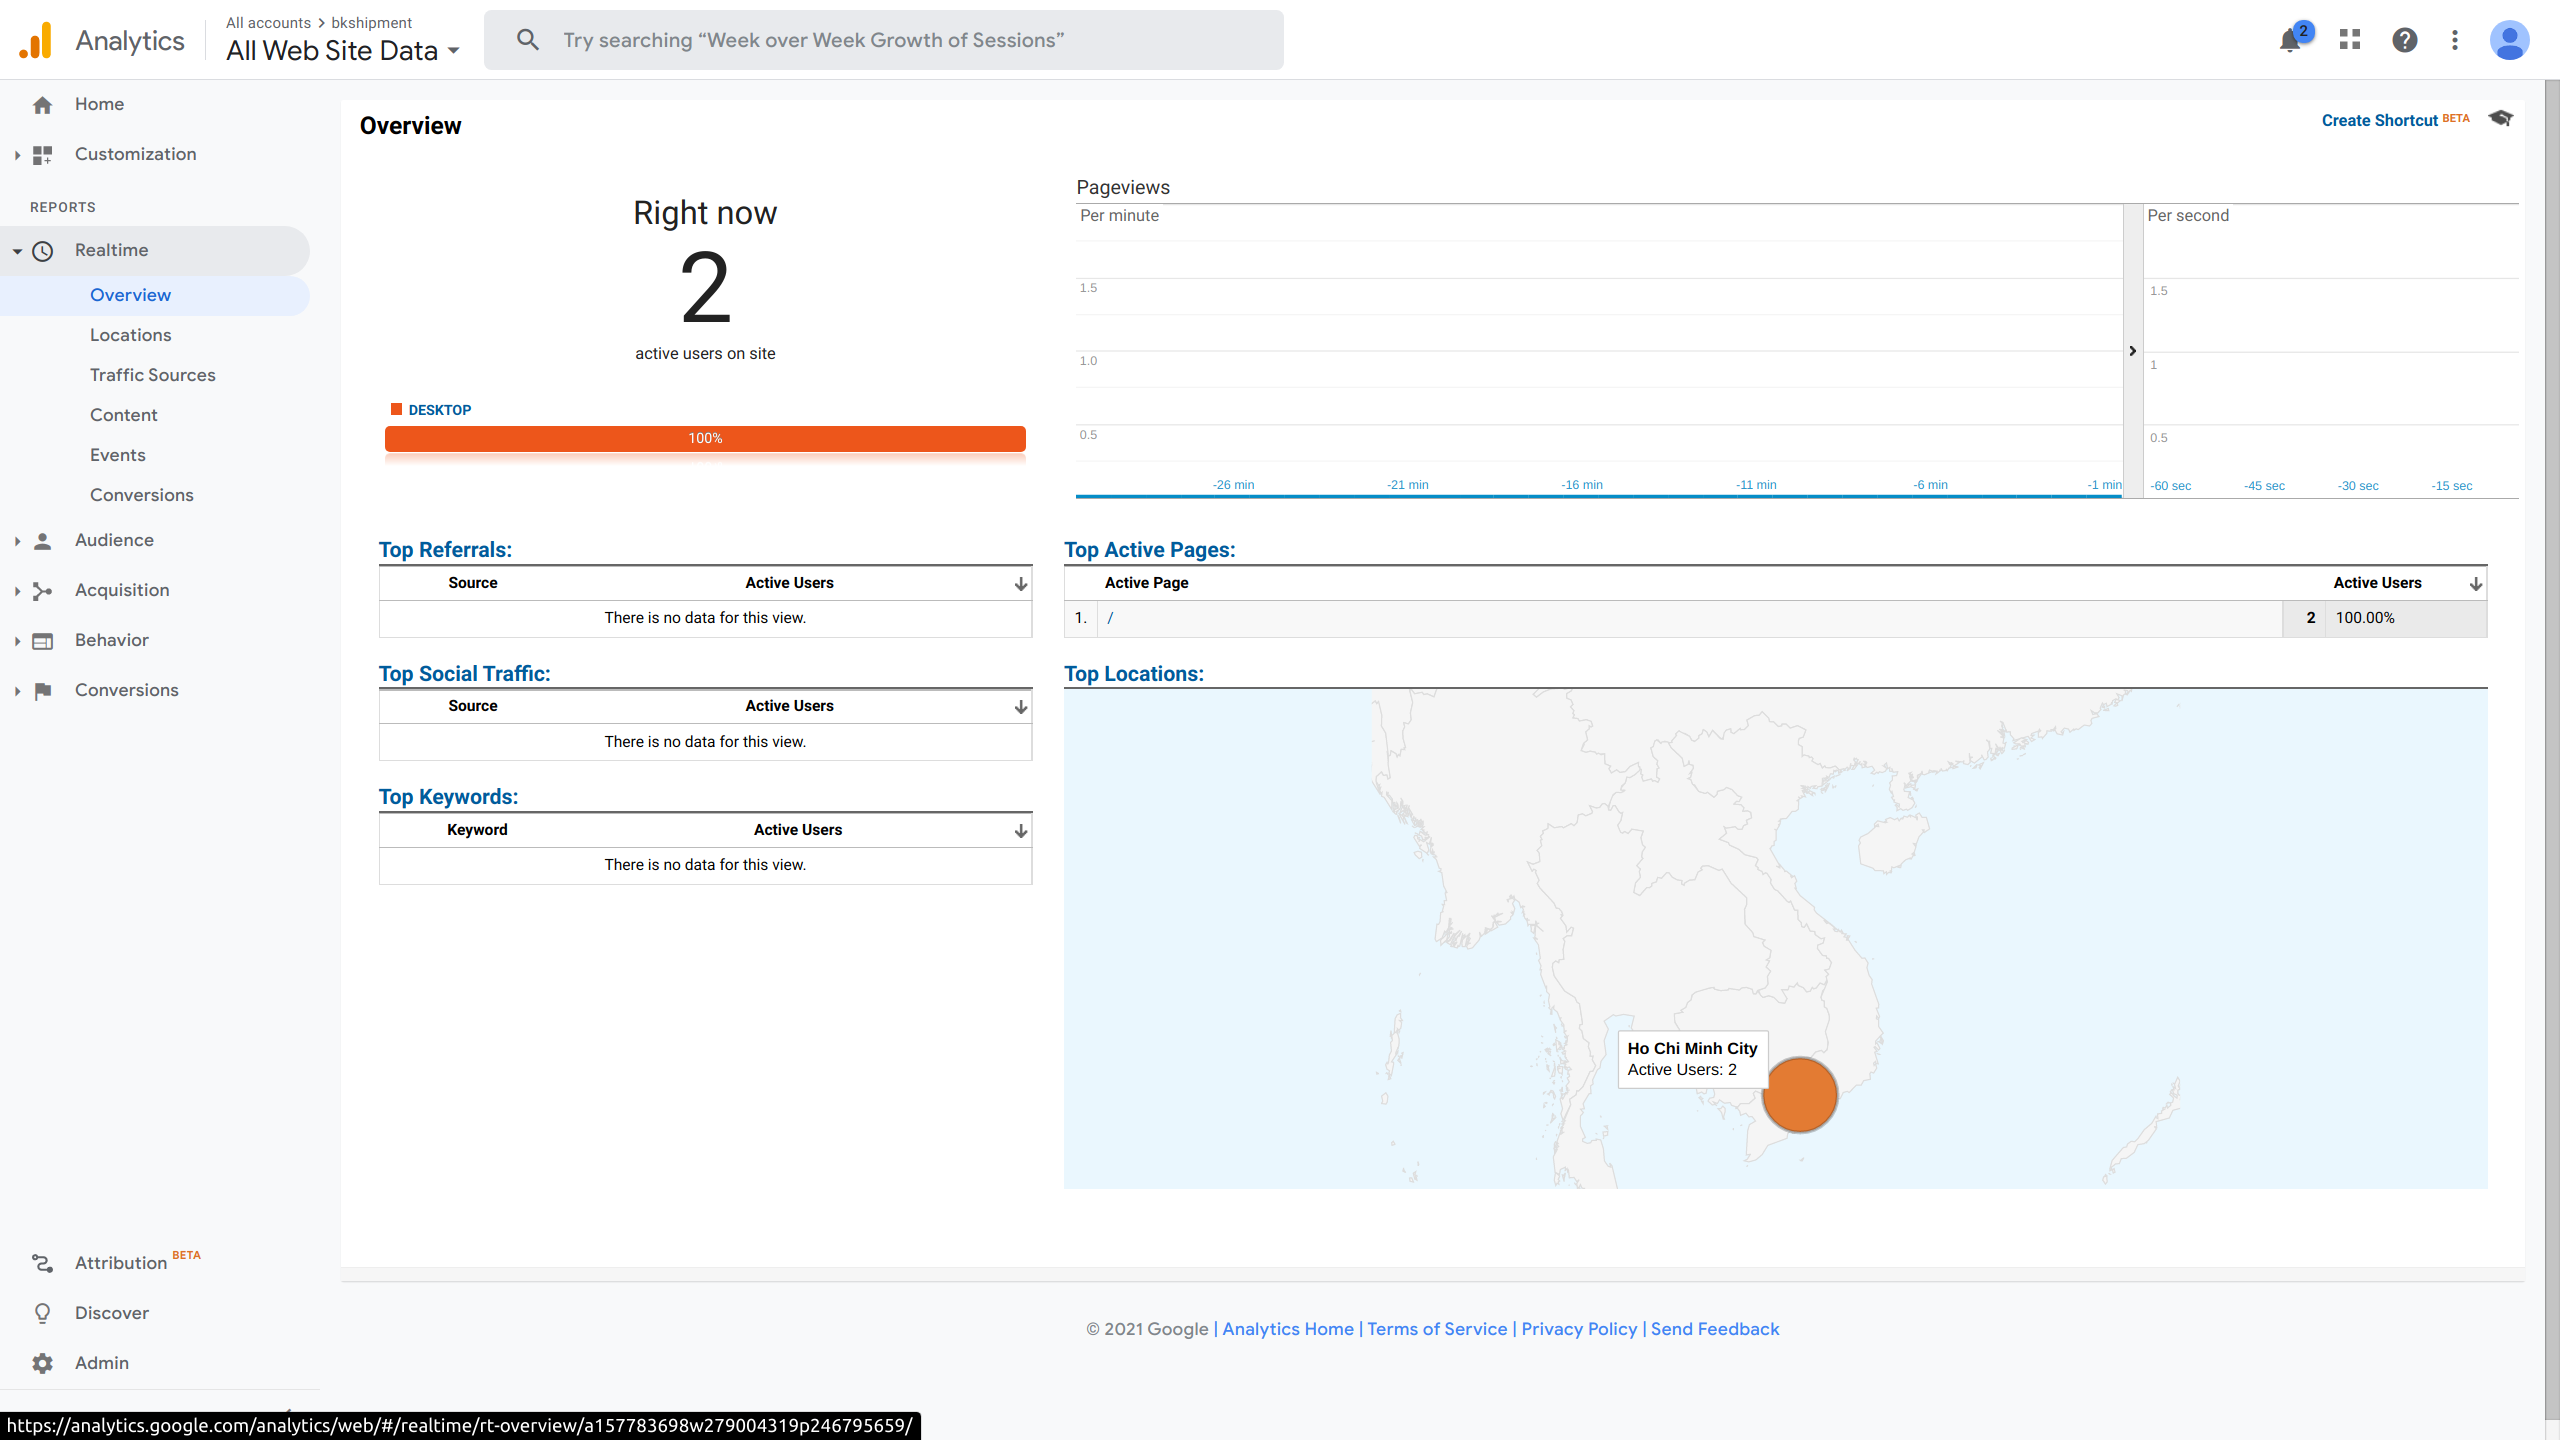 Analytics
All accounts > bkshipment
All Web Site Data
Try searching “Week over Week Growth of Sessions”
2
Home
Customization
REPORTS
Realtime
Overview
Locations
Traffic Sources
Content
Events
Conversions
Audience
Acquisition
Behavior
Conversions
Attribution BETA
Discover
Admin
Overview
Create Shortcut BETA
Right now
2
active users on site
DESKTOP
100%
Pageviews
Per minute
1.5
1.0
0.5
-26 min -21 min -16 min -11 min -6 min -1 min
Per second
1.5
1
0.5
-60 sec -45 sec -30 sec -15 sec
Top Referrals:
Source Active Users
There is no data for this view.
Top Social Traffic:
Source Active Users
There is no data for this view.
Top Keywords:
Keyword Active Users
There is no data for this view.
Top Active Pages:
Active Page Active Users
1. / 2 100.00%
Top Locations:
Ho Chi Minh City
Active Users: 2
© 2021 Google | Analytics Home | Terms of Service | Privacy Policy | Send Feedback
https://analytics.google.com/analytics/web/#/realtime/rt-overview/a157783698w279004319p246795659/